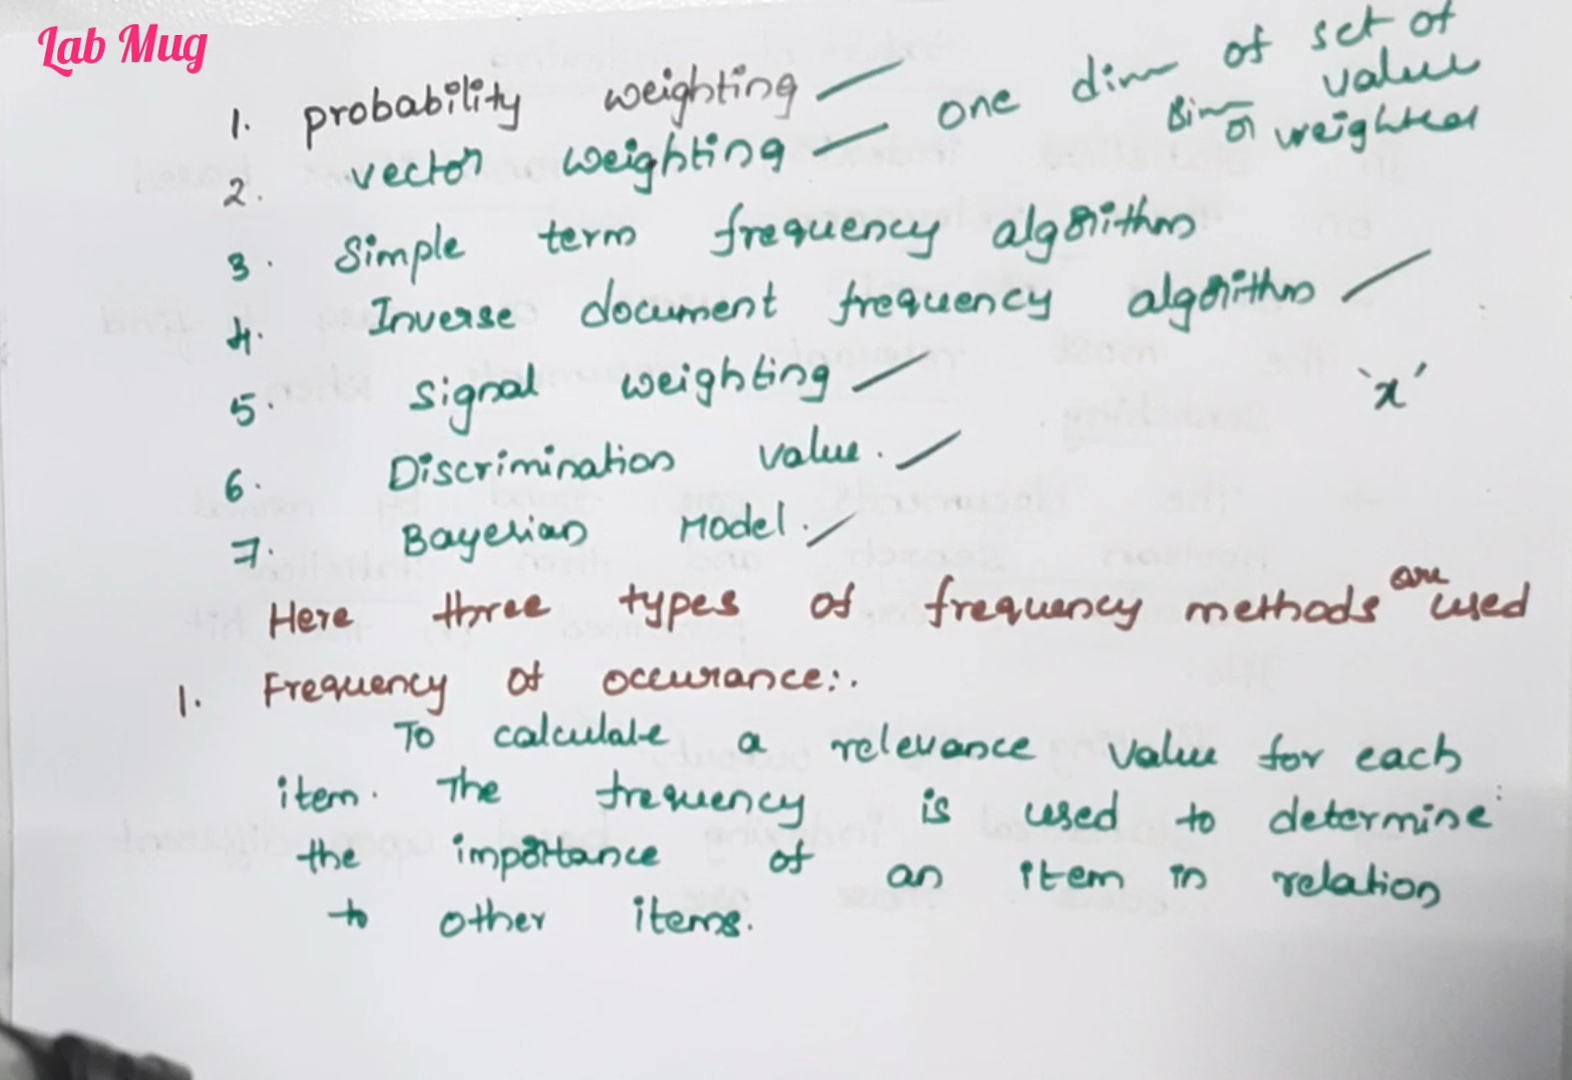 Lab Mug
1. probability weighting
one dim of set of value
2. vector weighting
Bin or weighted
3. Simple term frequency algorithm
4. Inverse document frequency algorithm
5. Signal weighting
'x'
6. Discrimination value.
7. Bayesian Model.
Here three types of frequency methods are used
1. Frequency of occurance:.
To calculate a relevance value for each
item. The frequency is used to determine
the importance of an item in relation
to other items.